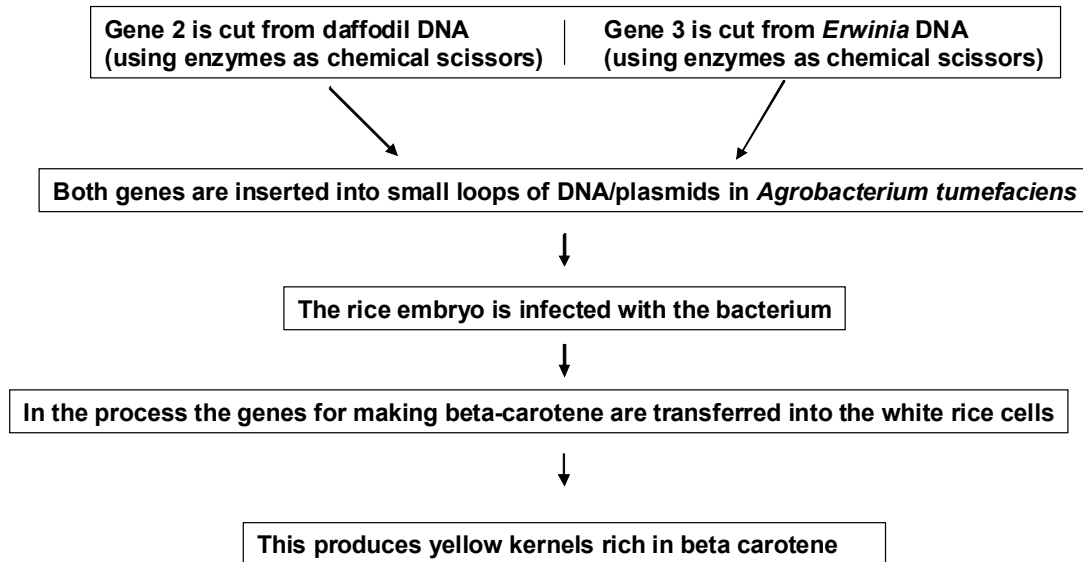 Gene 2 is cut from daffodil DNA
(using enzymes as chemical scissors)
Gene 3 is cut from Erwinia DNA
(using enzymes as chemical scissors)
Both genes are inserted into small loops of DNA/plasmids in Agrobacterium tumefaciens
The rice embryo is infected with the bacterium
In the process the genes for making beta-carotene are transferred into the white rice cells
This produces yellow kernels rich in beta carotene